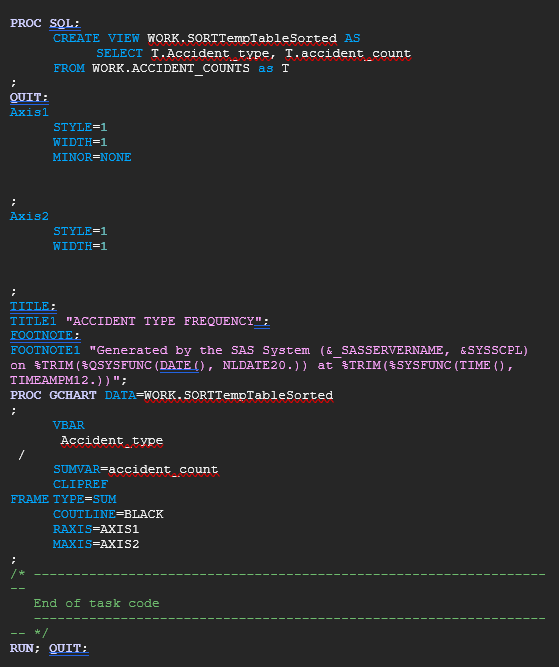 PROC SQL;
CREATE VIEW WORK.SORTTempTableSorted AS
SELECT T.Accident_type, T.accident_count
FROM WORK.ACCIDENT_COUNTS as T
;
QUIT;
Axis1
STYLE=1
WIDTH=1
MINOR=NONE
;
Axis2
STYLE=1
WIDTH=1
;
TITLE;
TITLE1 "ACCIDENT TYPE FREQUENCY";
FOOTNOTE;
FOOTNOTE1 "Generated by the SAS System (&_SASSERVERNAME, &SYSSCPL)
on %TRIM(%QSYSFUNC(DATE(), NLDATE20.)) at %TRIM(%SYSFUNC(TIME(),
TIMEAMPM12.))";
PROC GCHART DATA=WORK.SORTTempTableSorted
;
VBAR
Accident_type
/
SUMVAR=accident_count
CLIPREF
FRAME TYPE=SUM
COUTLINE=BLACK
RAXIS=AXIS1
MAXIS=AXIS2
;
/* -----------------------------------------------------------------
--
End of task code
-----------------------------------------------------------------
-- */
RUN; QUIT;